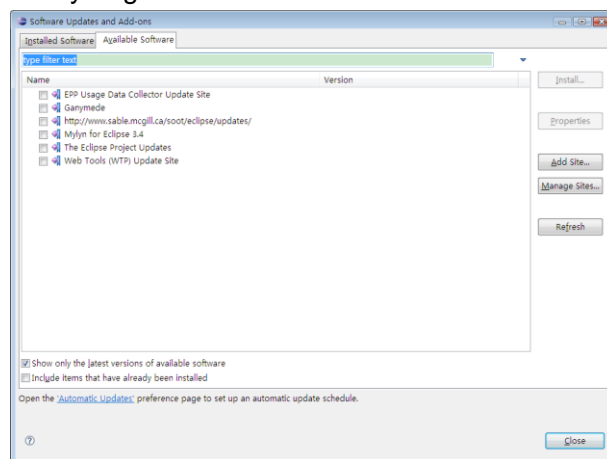 Software Updates and Add-ons
Installed Software Available Software
type filter text
Name Version
Install...
EPP Usage Data Collector Update Site
Ganymede
http://www.sable.mcgill.ca/soot/eclipse/updates/
Properties
Mylyn for Eclipse 3.4
The Eclipse Project Updates
Web Tools (WTP) Update Site
Add Site...
Manage Sites...
Refresh
Show only the latest versions of available software
Include items that have already been installed
Open the 'Automatic Updates' preference page to set up an automatic update schedule.
Close